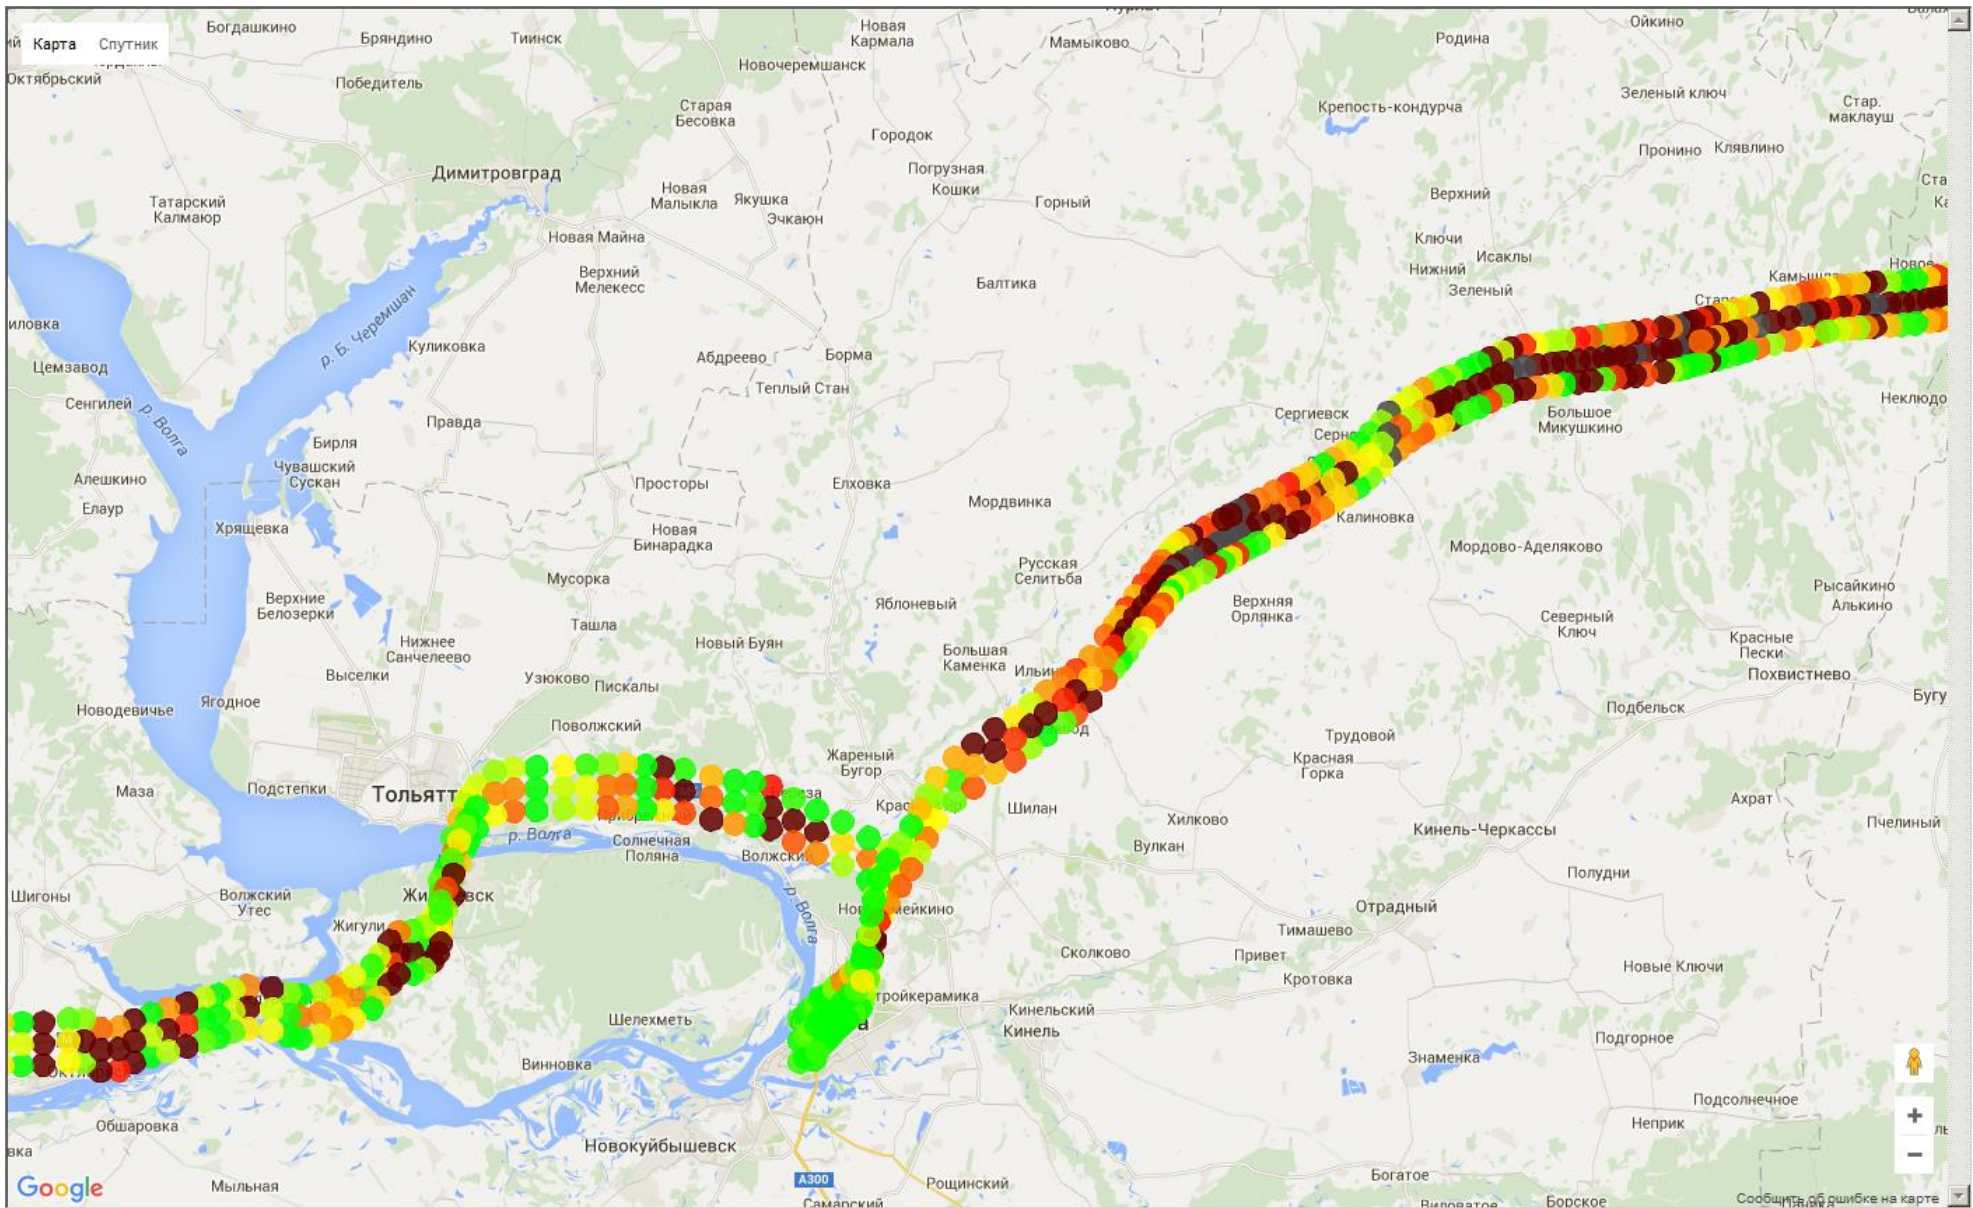 Карта
Спутник
Октябрьский
Богдашкино
Бряндино
Тиинск
Победитель
Новая
Кармала
Новочеремшанск
Мамыково
Родина
Ойкино
Старая
Бесовка
Городок
Крепость-кондурча
Зеленый ключ
Стар.
маклауш
Пронино
Клявлино
Димитровград
Погрузная
Кошки
Татарский
Калмаюр
Новая
Малыкла
Якушка
Эчкаюн
Горный
Верхний
Новая Майна
Ключи
Исаклы
Нижний
Зеленый
Верхний
Мелекесс
Балтика
Новое
р. Б. Черемшан
Куликовка
Абдреево
Борма
Цемзавод
Теплый Стан
Сенгилей
р. Волга
Правда
Сергиевск
Большое
Микушкино
Бирля
Чувашский
Сускан
Алешкино
Елаур
Просторы
Елховка
Мордвинка
Хрящевка
Новая
Бинарадка
Калиновка
Мордово-Аделяково
Мусорка
Русская
Селитьба
Рысайкино
Алькино
Верхние
Белозерки
Яблоневый
Верхняя
Орлянка
Северный
Ключ
Ташла
Нижнее
Санчелеево
Новый Буян
Красные
Пески
Большая
Каменка
Похвистнево
Выселки
Узюково
Пискалы
Ягодное
Новодевичье
Подбельск
Поволжский
Жареный
Бугор
Трудовой
Красная
Горка
Маза
Подстепки
Тольятт
Шилан
Ахрат
Хилково
Кинель-Черкассы
Пчелиный
р. Волга
Солнечная
Поляна
Вулкан
Полудни
Шигоны
Волжский
Утес
р. Волга
Отрадный
Жигули
Тимашево
Сколково
Привет
Кротовка
Новые Ключи
Кинельский
Кинель
Шелехметь
Подгорное
Знаменка
Винновка
Подсолнечное
Обшаровка
Неприк
Новокуйбышевск
A300
Рощинский
Богатое
Мыльная
Google
Борское
Самарский
Сообщить об ошибке на карте